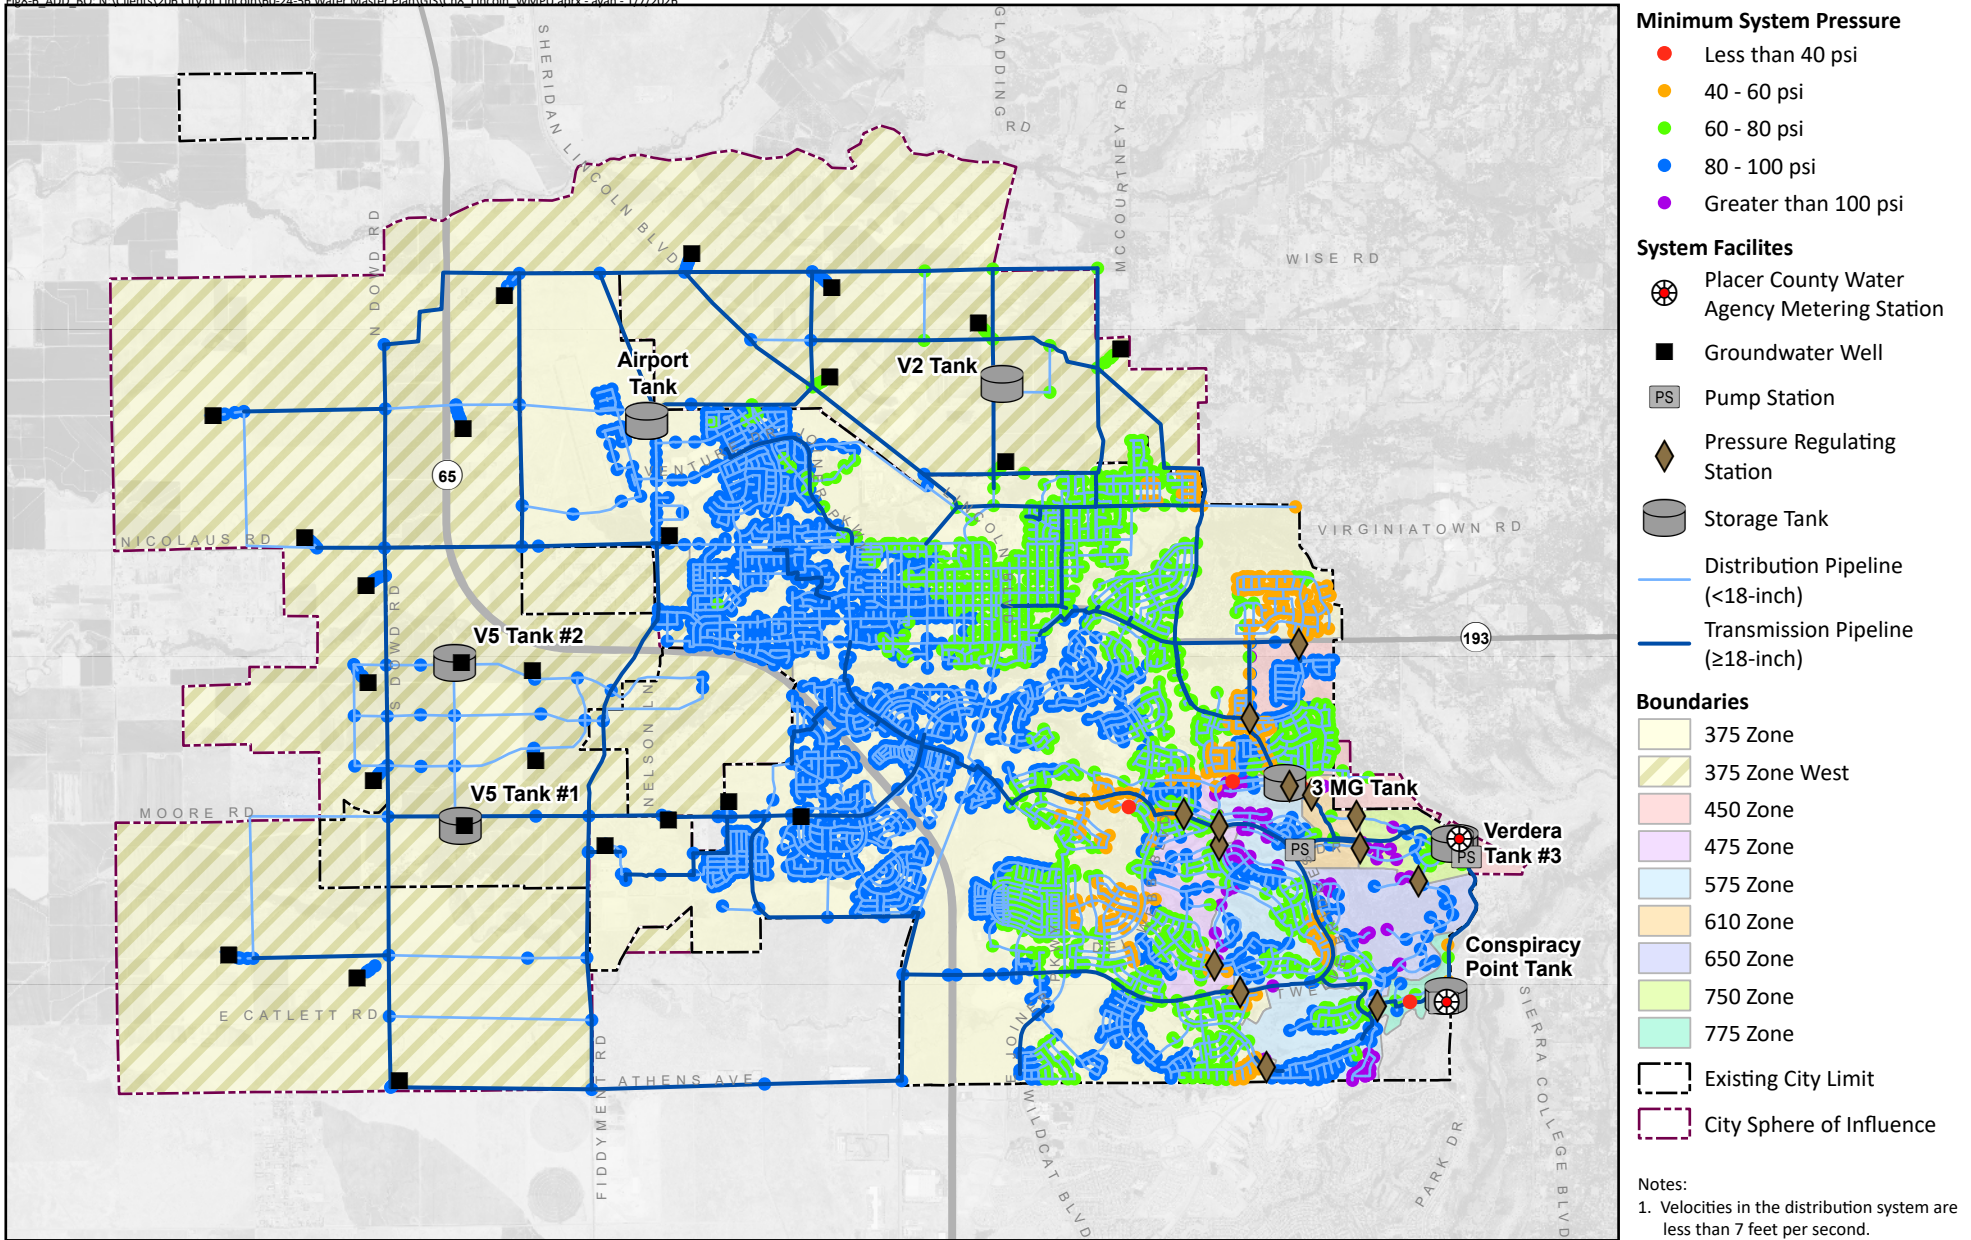 Minimum System Pressure
Less than 40 psi
40 - 60 psi
60 - 80 psi
80 - 100 psi
Greater than 100 psi
System Facilites
Placer County Water
Agency Metering Station
Groundwater Well
PS
Pump Station
Pressure Regulating
Station
Storage Tank
Distribution Pipeline
(<18-inch)
Transmission Pipeline
(≥18-inch)
Boundaries
375 Zone
375 Zone West
450 Zone
475 Zone
575 Zone
610 Zone
650 Zone
750 Zone
775 Zone
Existing City Limit
City Sphere of Influence
Notes:
1. Velocities in the distribution system are
less than 7 feet per second.
SHERIDAN LINCOLN BLVD
GLADDING
RD
MCCOURTNEY RD
WISE RD
N DOWD RD
Airport
Tank
V2 Tank
65
NICOLAUS RD
VIRGINIATOWN RD
LINCOLN BLVD
S DOWD RD
V5 Tank #2
193
NELSON LN
V5 Tank #1
MOORE RD
3 MG Tank
PS
Verdera
Tank #3
PS
Conspiracy
Point Tank
E CATLETT RD
FIDDYMENT RD
ATHENS AVE
WILDCAT BLVD
PARK DR
SIERRA COLLEGE BLVD